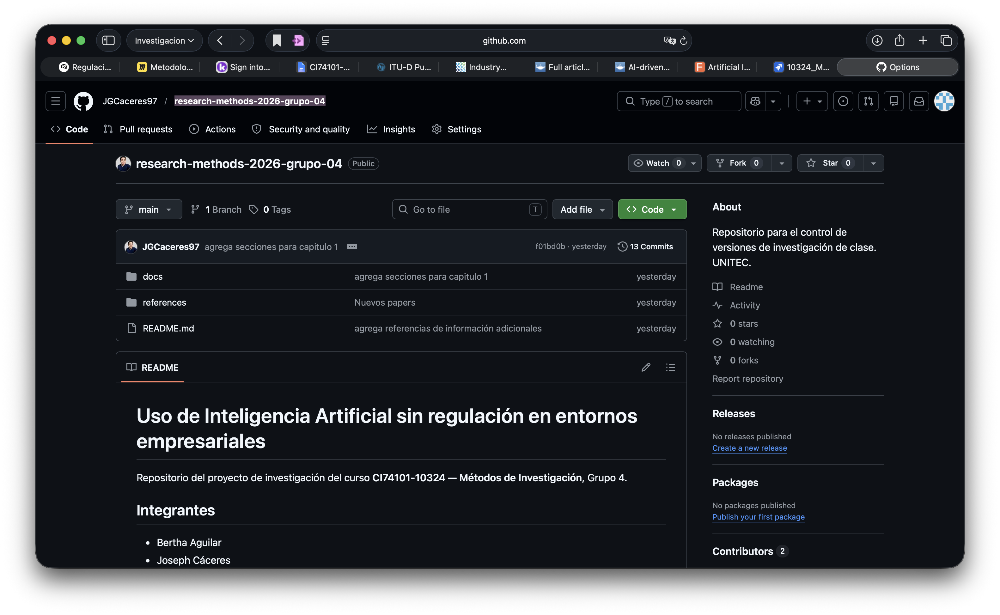 Investigacion
github.com
Regulaci...
Metodolo...
Sign into...
CI74101-...
ITU-D Pu...
Industry...
Full articl...
AI-driven...
Artificial I...
10324_M...
Options
JGCaceres97 / research-methods-2026-grupo-04
Type / to search
Code
Pull requests
Actions
Security and quality
Insights
Settings
research-methods-2026-grupo-04 Public
Watch 0
Fork 0
Star 0
main
1 Branch
0 Tags
Go to file T
Add file
Code
JGCaceres97 agrega secciones para capitulo 1 f01bd0b · yesterday 13 Commits
docs agrega secciones para capitulo 1 yesterday
references Nuevos papers yesterday
README.md agrega referencias de información adicionales yesterday
README
Uso de Inteligencia Artificial sin regulación en entornos
empresariales
Repositorio del proyecto de investigación del curso CI74101-10324 — Métodos de Investigación, Grupo 4.
Integrantes
• Bertha Aguilar
• Joseph Cáceres
About
Repositorio para el control de
versiones de investigación de clase.
UNITEC.
Readme
Activity
0 stars
0 watching
0 forks
Report repository
Releases
No releases published
Create a new release
Packages
No packages published
Publish your first package
Contributors 2